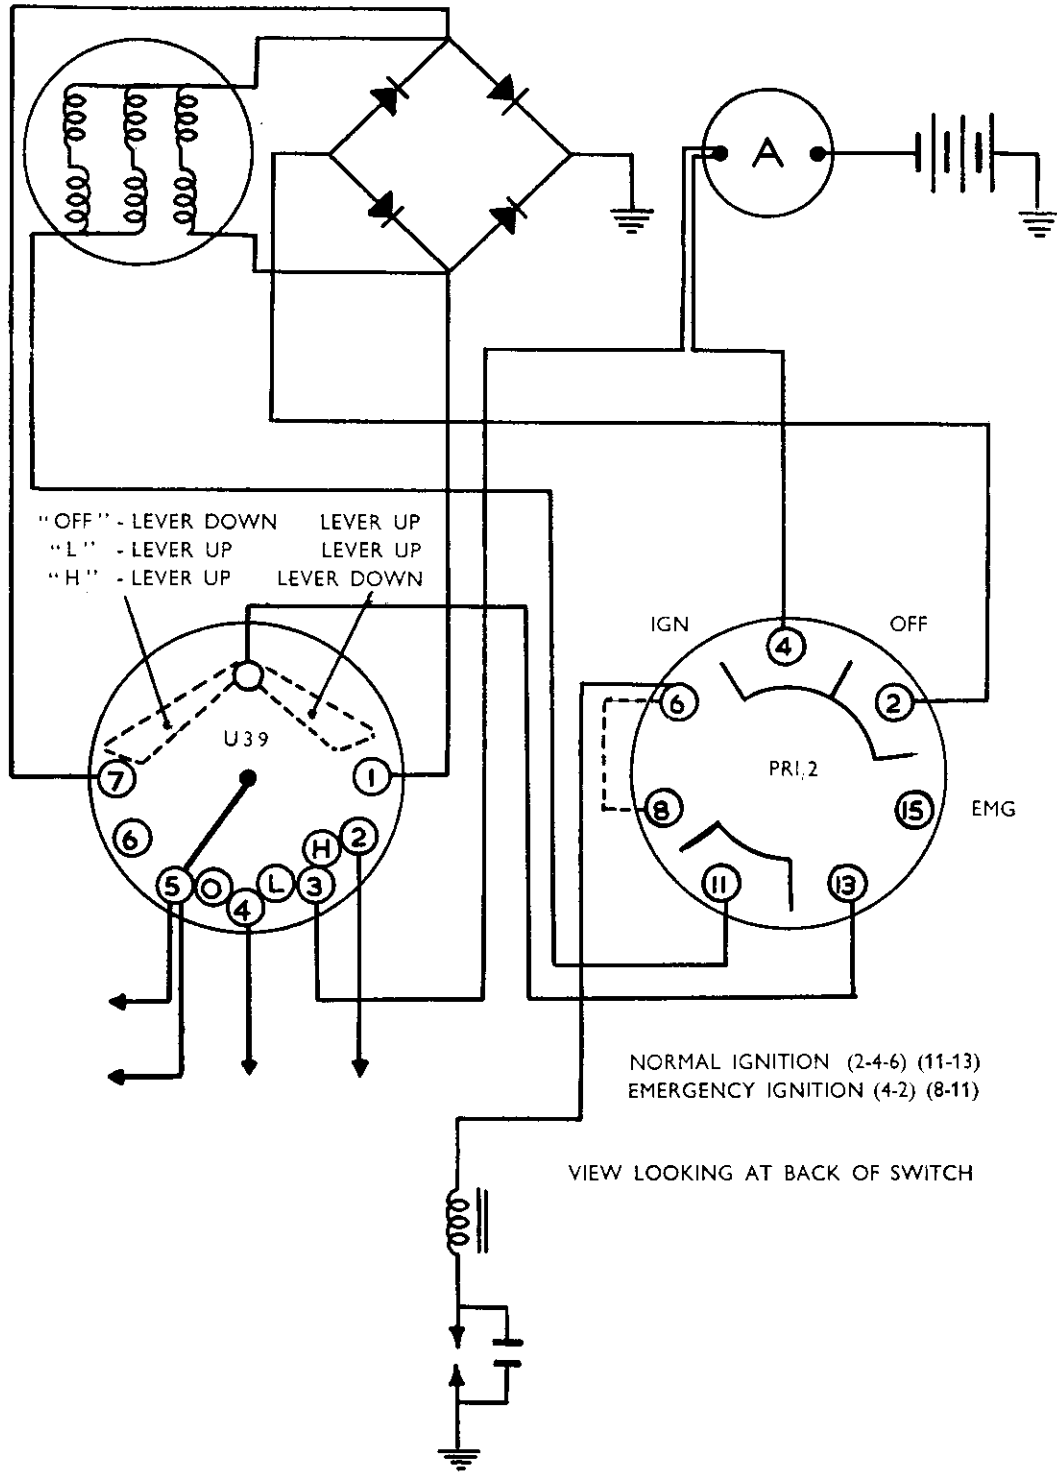 A
"OFF" - LEVER DOWN LEVER UP
"L" - LEVER UP LEVER UP
"H" - LEVER UP LEVER DOWN
IGN
4
OFF
6
2
U39
PRI,2
7
1
8
15
EMG
6
2
H
5
O
4
L
3
11
13
NORMAL IGNITION (2-4-6) (11-13)
EMERGENCY IGNITION (4-2) (8-11)
VIEW LOOKING AT BACK OF SWITCH